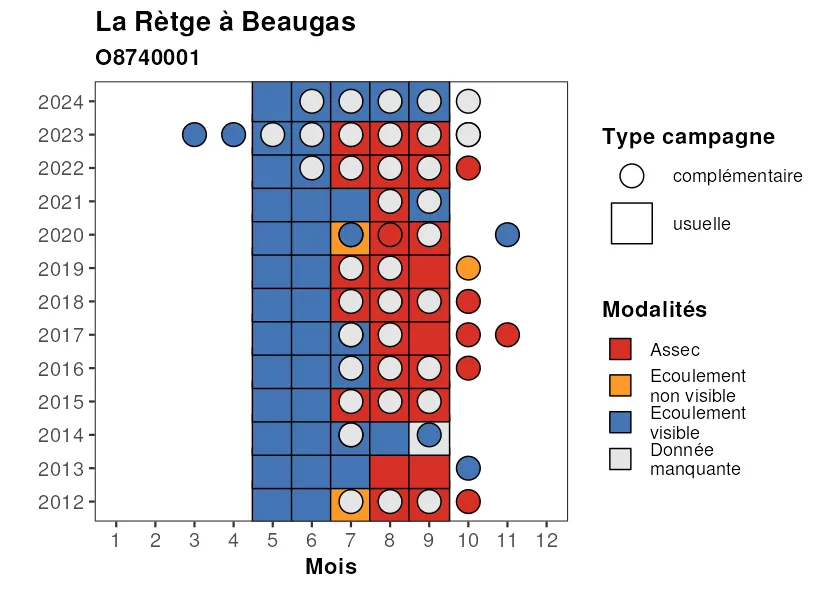 La Rètge à Beaugas
O8740001
2024
2023
2022
2021
2020
2019
2018
2017
2016
2015
2014
2013
2012
1 2 3 4 5 6 7 8 9 10 11 12
Mois
Type campagne
complémentaire
usuelle
Modalités
Assec
Ecoulement
non visible
Ecoulement
visible
Donnée
manquante